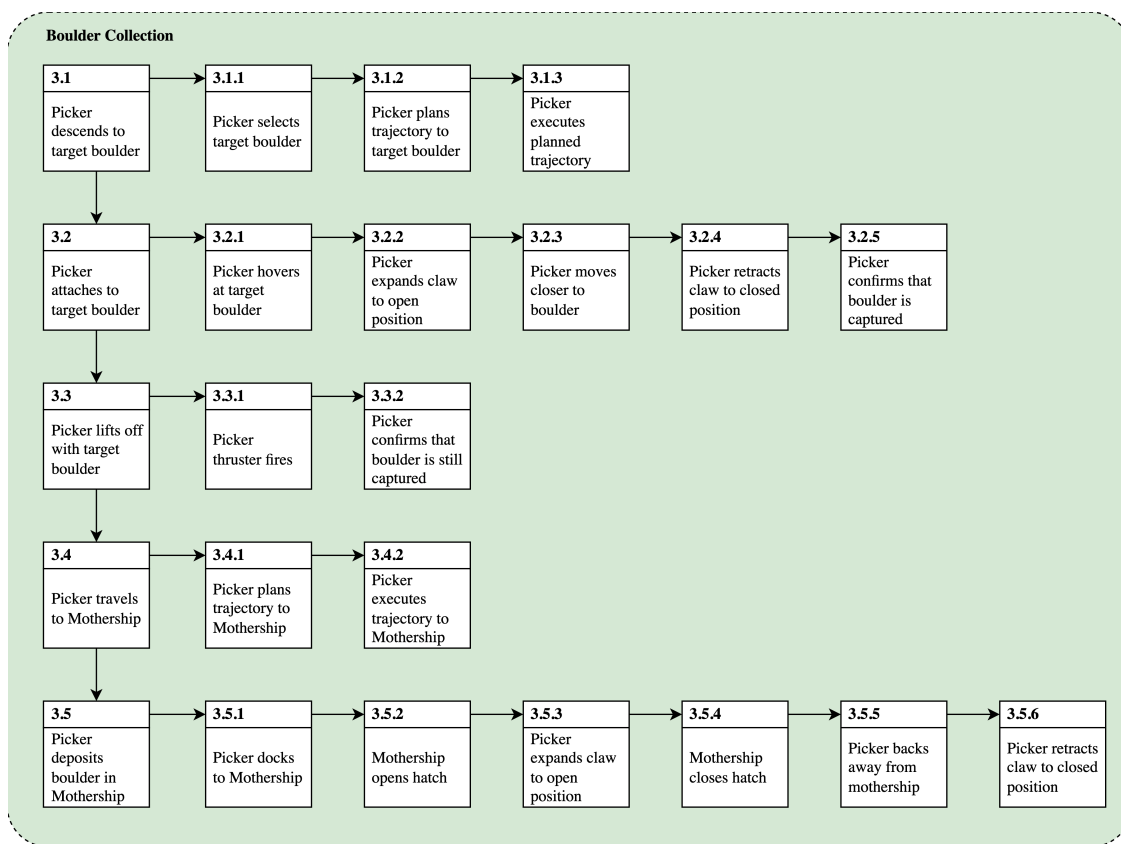 Boulder Collection
3.1
Picker
descends to
target boulder
3.1.1
Picker selects
target boulder
3.1.2
Picker plans
trajectory to
target boulder
3.1.3
Picker
executes
planned
trajectory
3.2
Picker
attaches to
target boulder
3.2.1
Picker hovers
at target
boulder
3.2.2
Picker
expands claw
to open
position
3.2.3
Picker moves
closer to
boulder
3.2.4
Picker retracts
claw to closed
position
3.2.5
Picker
confirms that
boulder is
captured
3.3
Picker lifts off
with target
boulder
3.3.1
Picker
thruster fires
3.3.2
Picker
confirms that
boulder is still
captured
3.4
Picker travels
to Mothership
3.4.1
Picker plans
trajectory to
Mothership
3.4.2
Picker
executes
trajectory to
Mothership
3.5
Picker
deposits
boulder in
Mothership
3.5.1
Picker docks
to Mothership
3.5.2
Mothership
opens hatch
3.5.3
Picker
expands claw
to open
position
3.5.4
Mothership
closes hatch
3.5.5
Picker backs
away from
mothership
3.5.6
Picker retracts
claw to closed
position